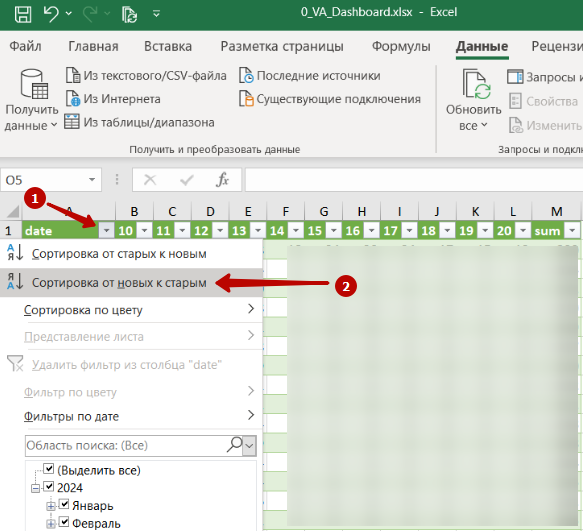 0_VA_Dashboard.xlsx - Excel
Файл Главная Вставка Разметка страницы Формулы Данные Рецензи
Получить данные
Из текстового/CSV-файла
Из Интернета
Из таблицы/диапазона
Последние источники
Существующие подключения
Получить и преобразовать данные
Обновить все
Запросы и
Свойства
Изменить
Запросы и подкл
O5
fx
1
A B C D E F G H I J K L M
1 date 10 11 12 13 14 15 16 17 18 19 20 sum
Сортировка от старых к новым
Сортировка от новых к старым
2
Сортировка по цвету
Представление листа
Удалить фильтр из столбца "date"
Фильтр по цвету
Фильтры по дате
Область поиска: (Все)
(Выделить все)
2024
Январь
Февраль